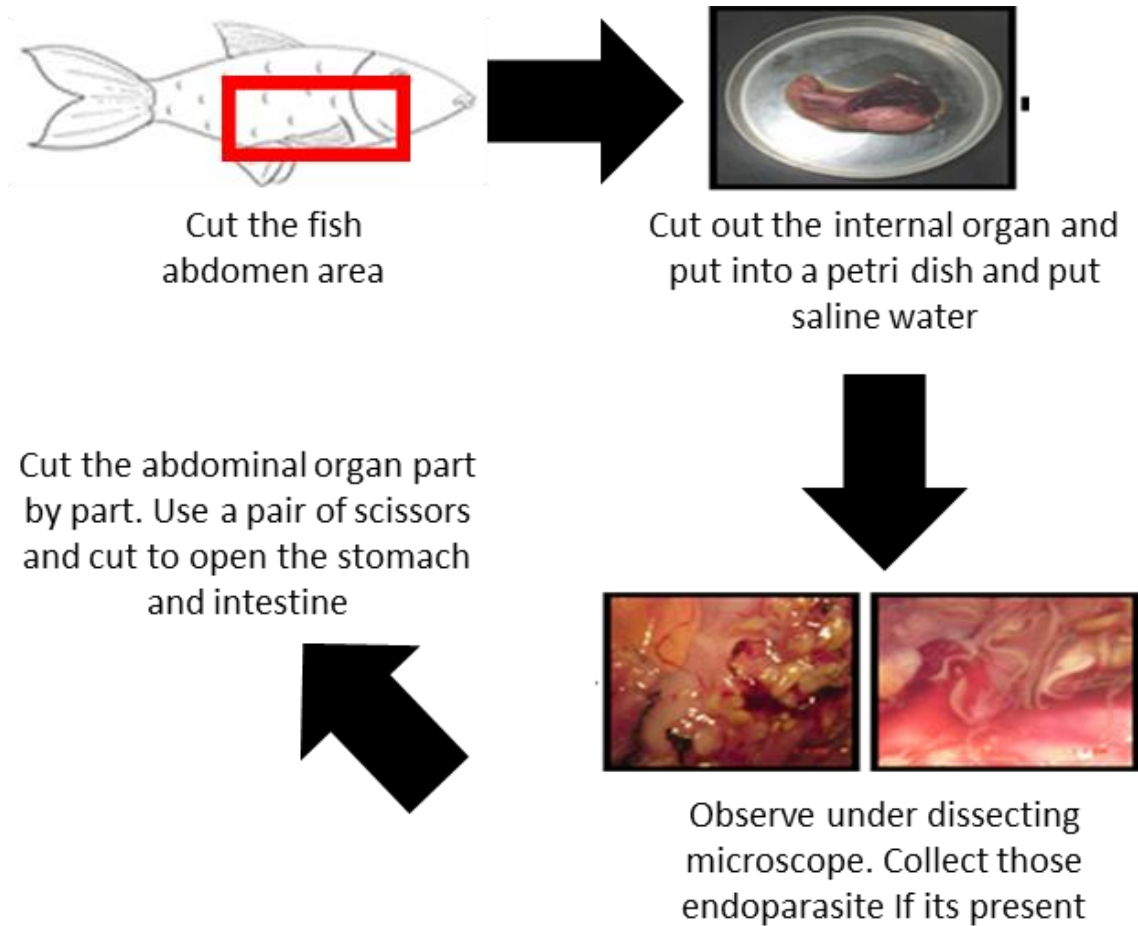 Cut the fish
abdomen area
Cut out the internal organ and
put into a petri dish and put
saline water
Observe under dissecting
microscope. Collect those
endoparasite If its present
Cut the abdominal organ part
by part. Use a pair of scissors
and cut to open the stomach
and intestine